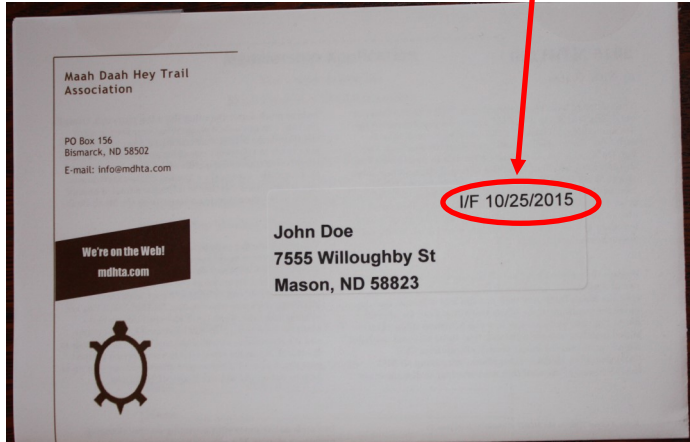 Maah Daah Hey Trail
Association
PO Box 156
Bismarck, ND 58502
E-mail: info@mdhta.com
I/F 10/25/2015
John Doe
7555 Willoughby St
Mason, ND 58823
We're on the Web!
mdhta.com